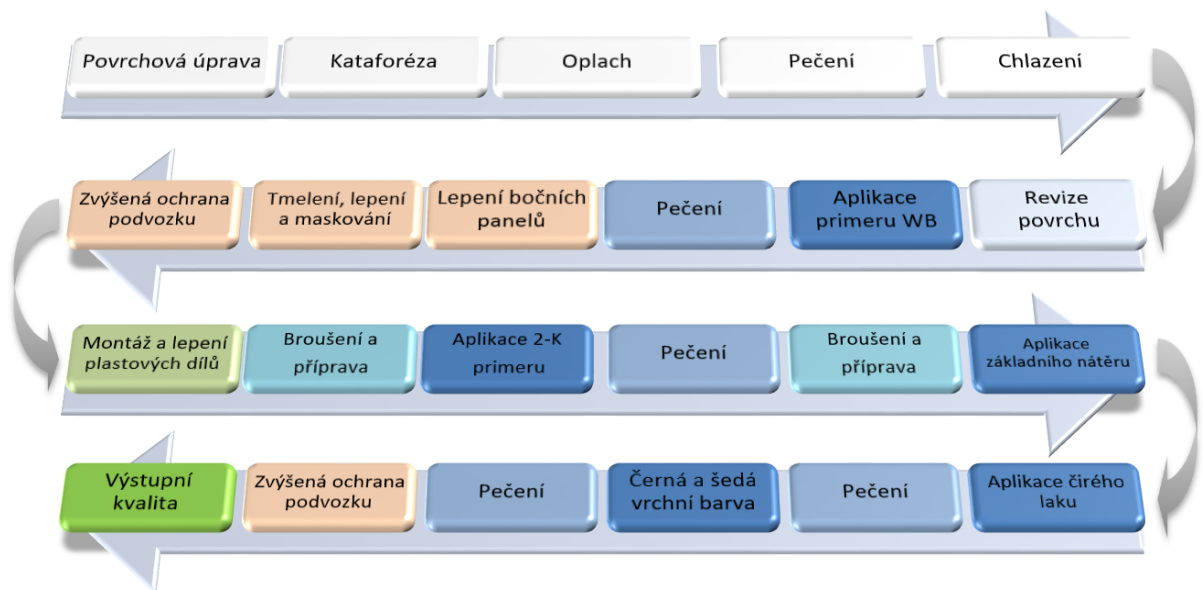 Povrchová úprava
Kataforéza
Oplach
Pečení
Chlazení
Zvýšená ochrana
podvozku
Tmelení, lepení
a maskování
Lepení bočních
panelů
Pečení
Aplikace
primeru WB
Revize
povrchu
Montáž a lepení
plastových dílů
Broušení a
příprava
Aplikace 2-K
primeru
Pečení
Broušení a
příprava
Aplikace
základního nátěru
Výstupní
kvalita
Zvýšená ochrana
podvozku
Pečení
Černá a šedá
vrchní barva
Pečení
Aplikace čirého
laku